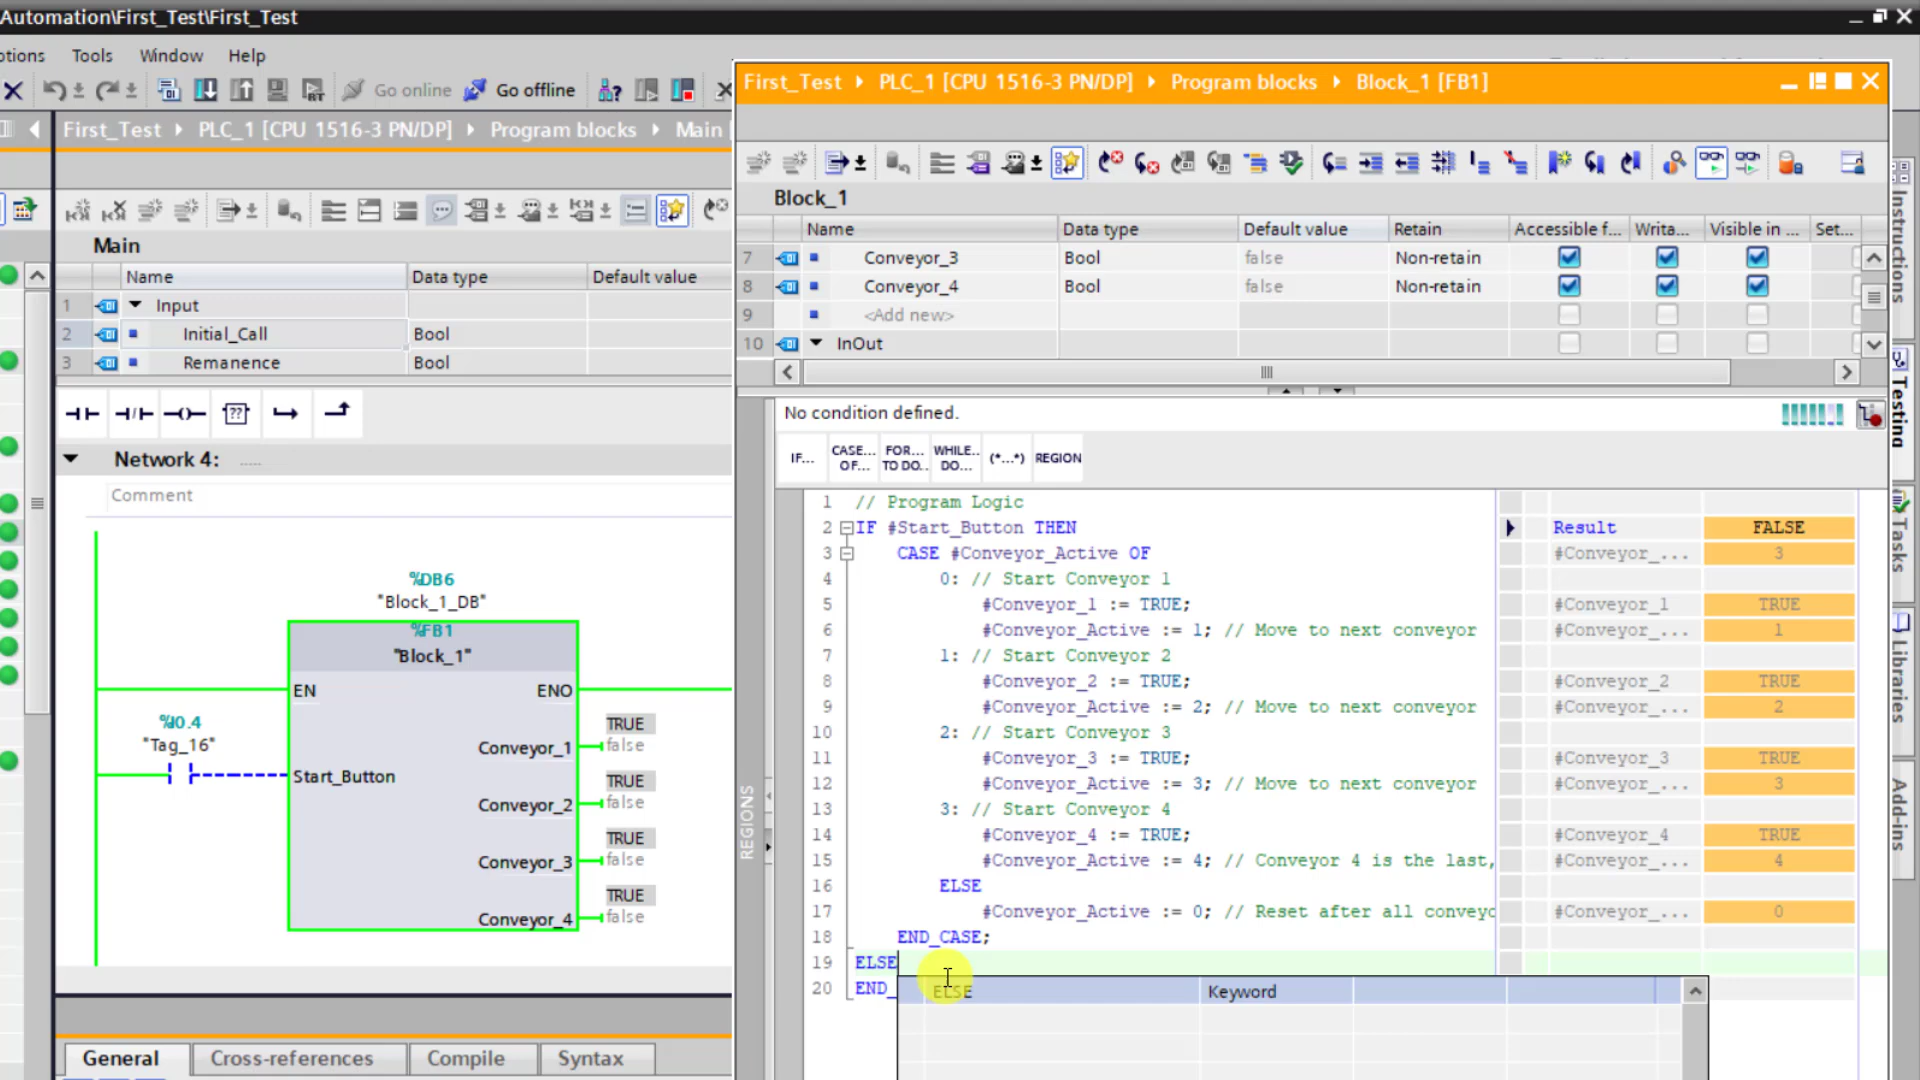 Automation\First_Test\First_Test
Tools Window Help
Go online Go offline
First_Test PLC_1 [CPU 1516-3 PN/DP] Program blocks Main
Main
Name Data type Default value
1 Input
2 Initial_Call Bool
3 Remanence Bool
??
Network 4: .....
Comment
%DB6
"Block_1_DB"
%FB1
"Block_1"
EN ENO
%I0.4
"Tag_16"
Start_Button
TRUE
Conveyor_1 false
TRUE
Conveyor_2 false
TRUE
Conveyor_3 false
TRUE
Conveyor_4 false
General Cross-references Compile Syntax
First_Test PLC_1 [CPU 1516-3 PN/DP] Program blocks Block_1 [FB1]
Block_1
Name Data type Default value Retain Accessible f... Writa... Visible in ... Set...
7 Conveyor_3 Bool false Non-retain
8 Conveyor_4 Bool false Non-retain
9 <Add new>
10 InOut
No condition defined.
IF... CASE... OF... FOR... TO DO.. WHILE.. DO... (*...*) REGION
REGIONS
1 // Program Logic
2 IF #Start_Button THEN Result FALSE
3 CASE #Conveyor_Active OF #Conveyor_... 3
4 0: // Start Conveyor 1
5 #Conveyor_1 := TRUE; #Conveyor_1 TRUE
6 #Conveyor_Active := 1; // Move to next conveyor #Conveyor_... 1
7 1: // Start Conveyor 2
8 #Conveyor_2 := TRUE; #Conveyor_2 TRUE
9 #Conveyor_Active := 2; // Move to next conveyor #Conveyor_... 2
10 2: // Start Conveyor 3
11 #Conveyor_3 := TRUE; #Conveyor_3 TRUE
12 #Conveyor_Active := 3; // Move to next conveyor #Conveyor_... 3
13 3: // Start Conveyor 4
14 #Conveyor_4 := TRUE; #Conveyor_4 TRUE
15 #Conveyor_Active := 4; // Conveyor 4 is the last, #Conveyor_... 4
16 ELSE
17 #Conveyor_Active := 0; // Reset after all conveyo #Conveyor_... 0
18 END_CASE;
19 ELSE
20 END_
ELSE Keyword
Instructions
Testing
Tasks
Libraries
Add-ins